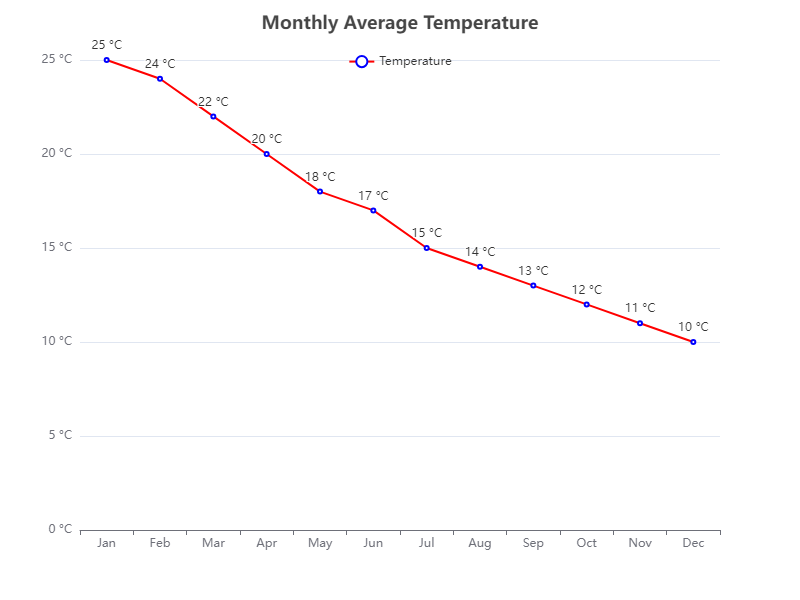 Monthly Average Temperature
Temperature
25 °C
20 °C
15 °C
10 °C
5 °C
0 °C
25 °C
24 °C
22 °C
20 °C
18 °C
17 °C
15 °C
14 °C
13 °C
12 °C
11 °C
10 °C
Jan Feb Mar Apr May Jun Jul Aug Sep Oct Nov Dec